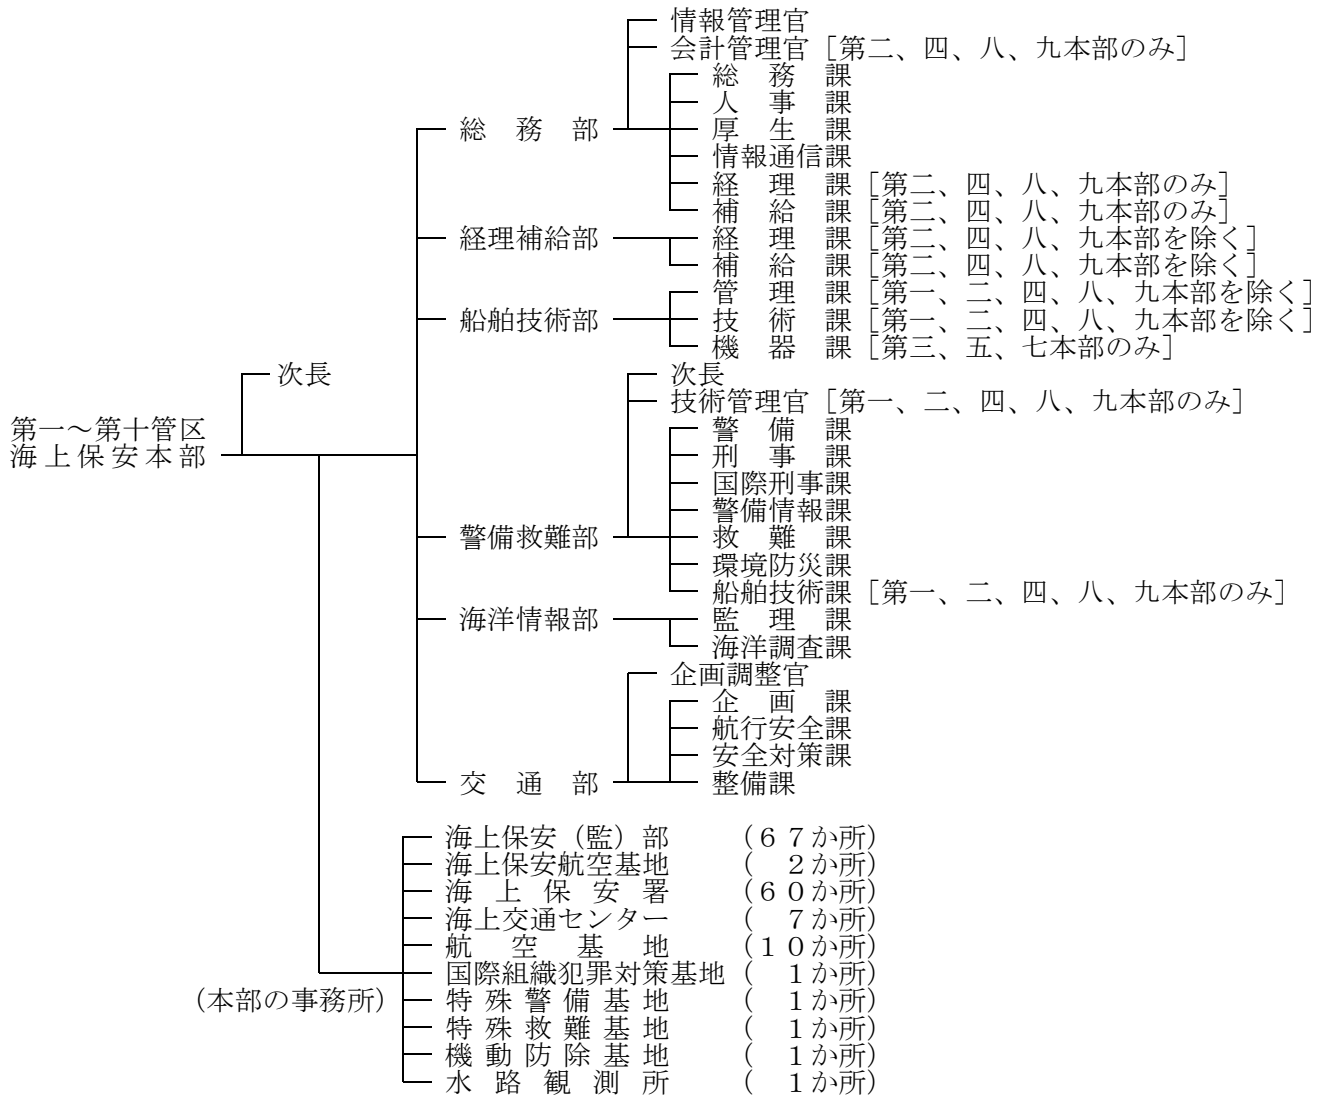 情報管理官
会計管理官［第二、四、八、九本部のみ］
総務課
人事課
総務部
厚生課
情報通信課
経理課［第二、四、八、九本部のみ］
補給課［第二、四、八、九本部のみ］
経理補給部
経理課［第二、四、八、九本部を除く］
補給課［第二、四、八、九本部を除く］
管理課［第一、二、四、八、九本部を除く］
船舶技術部
技術課［第一、二、四、八、九本部を除く］
機器課［第三、五、七本部のみ］
次長
次長
技術管理官［第一、二、四、八、九本部のみ］
第一～第十管区
海上保安本部
警備課
刑事課
国際刑事課
警備情報課
警備救難部
救難課
環境防災課
船舶技術課［第一、二、四、八、九本部のみ］
海洋情報部
監理課
海洋調査課
企画調整官
企画課
航行安全課
安全対策課
交通部
整備課
海上保安（監）部（６７か所）
海上保安航空基地（　２か所）
海上保安署（６０か所）
海上交通センター（　７か所）
航空基地（１０か所）
国際組織犯罪対策基地（　１か所）
（本部の事務所）
特殊警備基地（　１か所）
特殊救難基地（　１か所）
機動防除基地（　１か所）
水路観測所（　１か所）